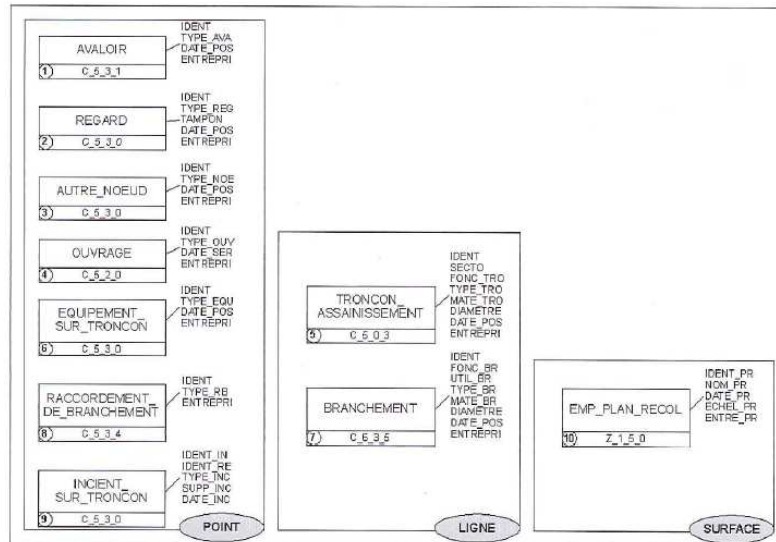 IDENT
TYPE_AVA
DATE_POS
ENTREPRI
AVALOIR
1 C_5_3_1
IDENT
TYPE_REG
TAMPON
DATE_POS
ENTREPRI
REGARD
2 C_5_3_0
IDENT
TYPE_NOE
DATE_POS
ENTREPRI
AUTRE_NOEUD
3 C_5_3_0
IDENT
TYPE_OUV
DATE_SER
ENTREPRI
OUVRAGE
4 C_5_2_0
IDENT
TYPE_EQU
DATE_POS
ENTREPRI
EQUIPEMENT_
SUR_TRONCON
6 C_5_3_0
IDENT
TYPE_RB
ENTREPRI
RACCORDEMENT_
DE_BRANCHEMENT
8 C_5_3_4
IDENT_IN
IDENT_RE
TYPE_INC
SUPP_INC
DATE_INC
INCIENT_
SUR_TRONCON
9 C_5_3_0
POINT
IDENT
SECTO
FONC_TRO
TYPE_TRO
MATE_TRO
DIAMETRE
DATE_POS
ENTREPRI
TRONCON_
ASSAINISSEMENT
5 C_5_0_3
IDENT
FONC_BR
UTIL_BR
TYPE_BR
MATE_BR
DIAMETRE
DATE_POS
ENTREPRI
BRANCHEMENT
7 C_6_3_5
LIGNE
IDENT_PR
NOM_PR
DATE_PR
ECHEL_PR
ENTRE_PR
EMP_PLAN_RECOL
10 Z_1_5_0
SURFACE